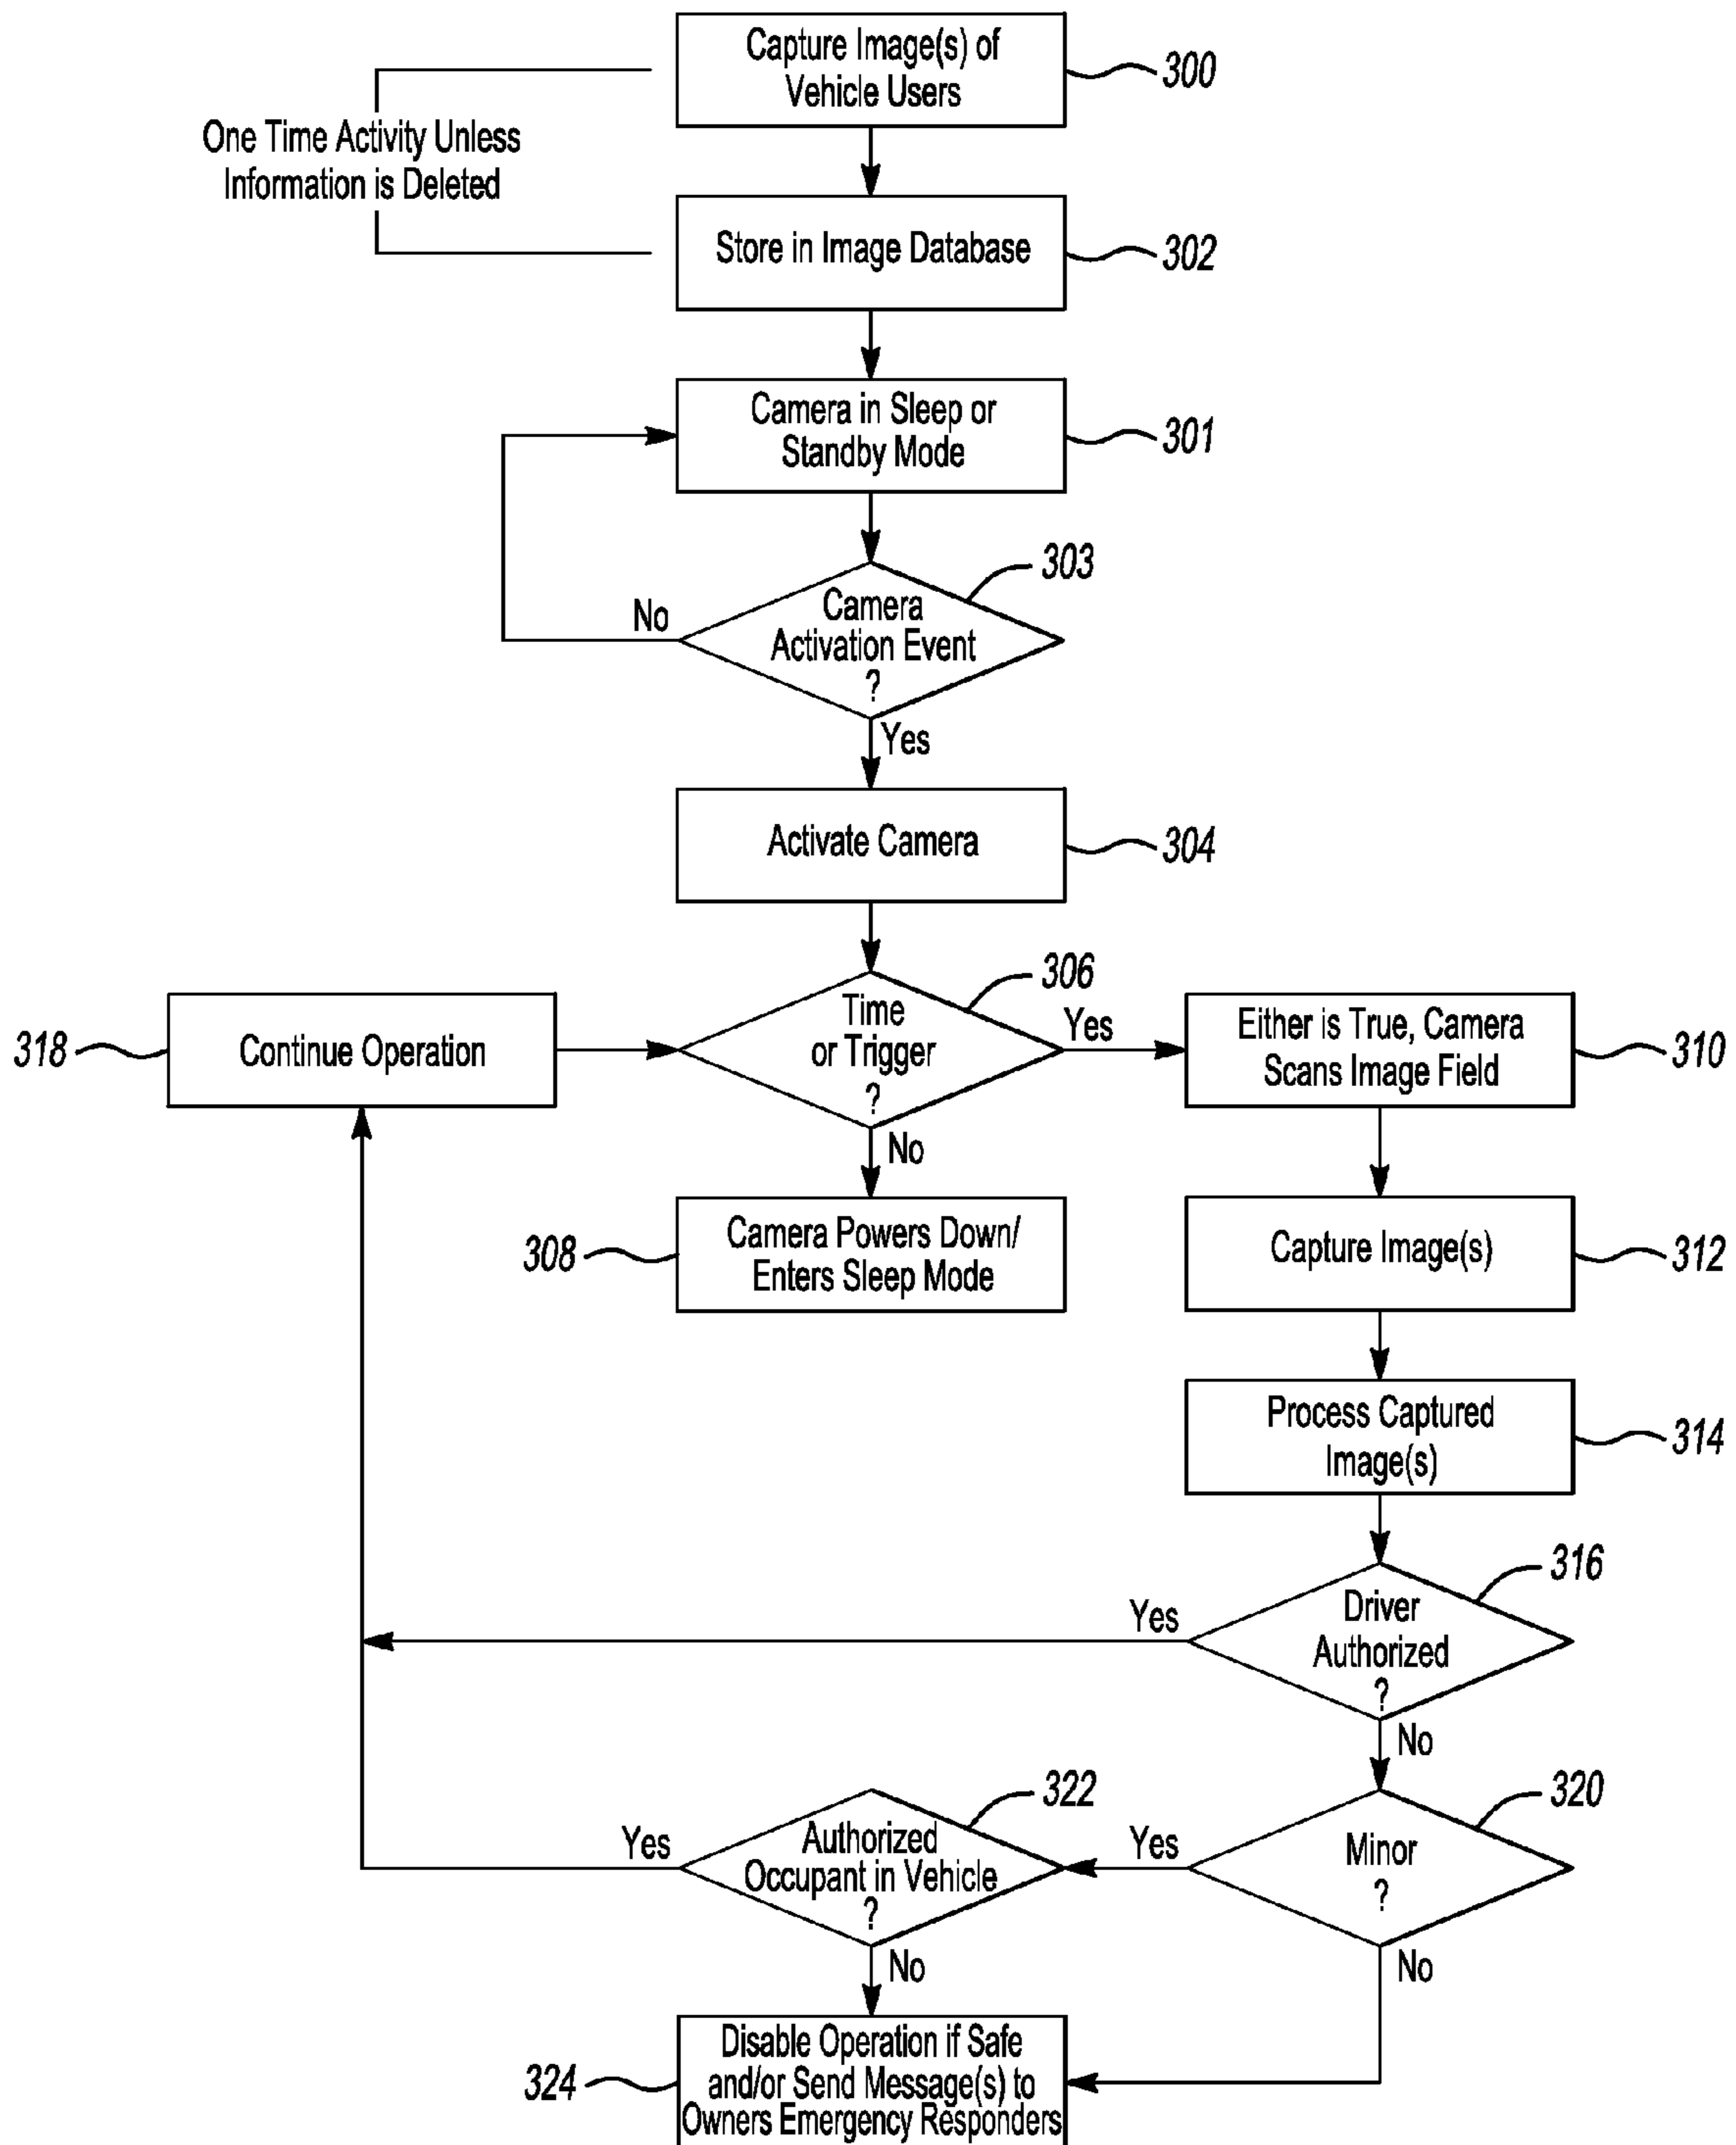 Capture Image(s) of
Vehicle Users
300
One Time Activity Unless
Information is Deleted
Store in Image Database
302
Camera in Sleep or
Standby Mode
301
303
Camera
Activation Event
?
No
Yes
Activate Camera
304
306
Time
or Trigger
?
Yes
No
318
Continue Operation
Either is True, Camera
Scans Image Field
310
308
Camera Powers Down/
Enters Sleep Mode
Capture Image(s)
312
Process Captured
Image(s)
314
316
Driver
Authorized
?
Yes
No
322
Authorized
Occupant in Vehicle
?
Yes
No
320
Minor
?
Yes
No
324
Disable Operation if Safe
and/or Send Message(s) to
Owners Emergency Responders